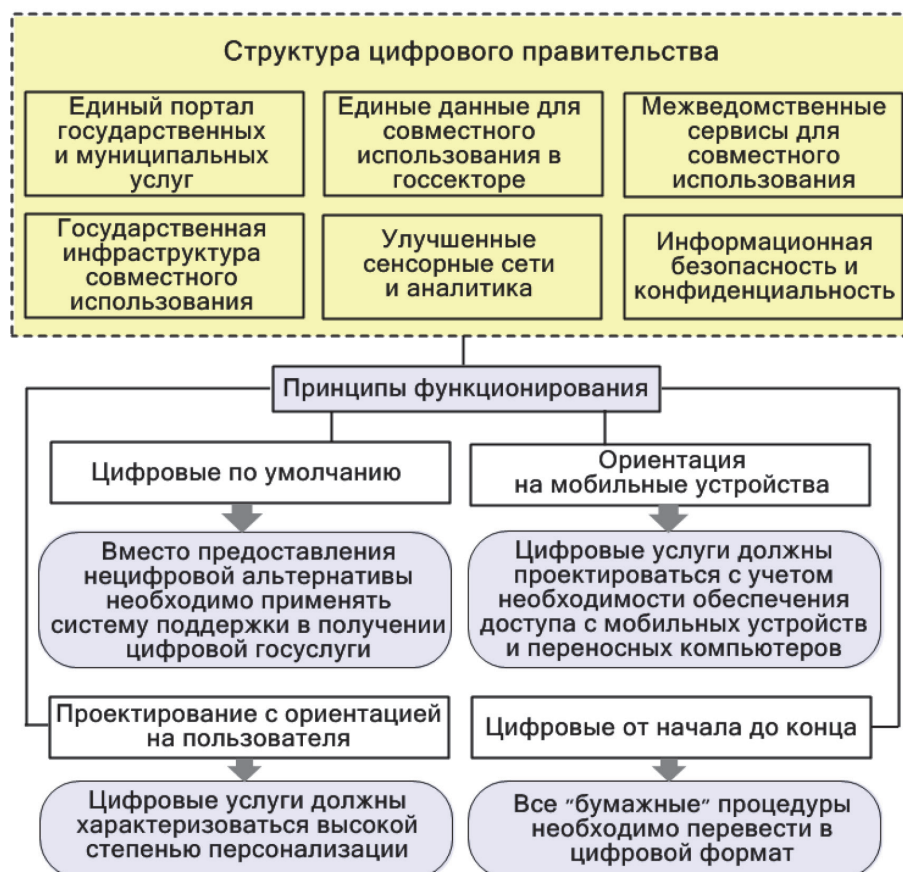 Структура цифрового правительства
Единый портал
государственных
и муниципальных
услуг
Единые данные для
совместного
использования в
госсекторе
Межведомственные
сервисы для
совместного
использования
Государственная
инфраструктура
совместного
использования
Улучшенные
сенсорные сети
и аналитика
Информационная
безопасность и
конфиденциальность
Принципы функционирования
Цифровые по умолчанию
Ориентация
на мобильные устройства
Вместо предоставления
нецифровой альтернативы
необходимо применять
систему поддержки в получении
цифровой госуслуги
Цифровые услуги должны
проектироваться с учетом
необходимости обеспечения
доступа с мобильных устройств
и переносных компьютеров
Проектирование с ориентацией
на пользователя
Цифровые от начала до конца
Цифровые услуги должны
характеризоваться высокой
степенью персонализации
Все "бумажные" процедуры
необходимо перевести в
цифровой формат